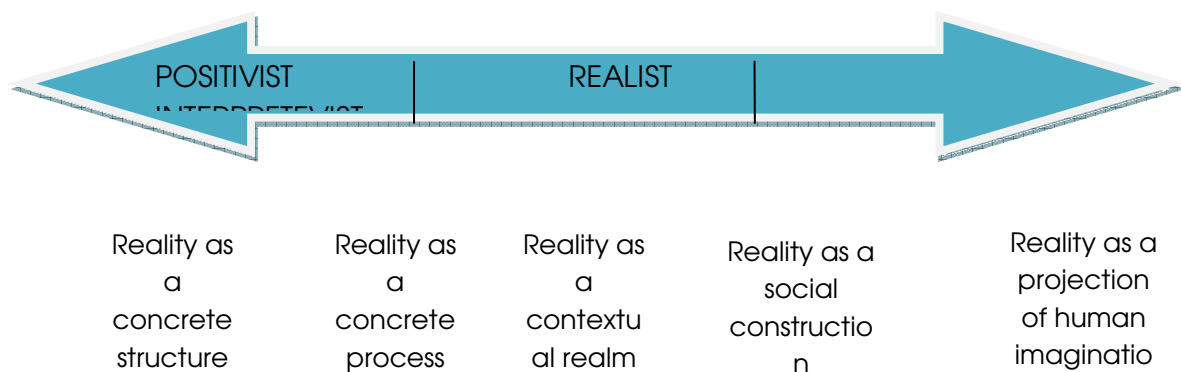 POSITIVIST REALIST
INTERPRETEVIST
Reality as
a
concrete
structure
Reality as
a
concrete
process
Reality as
a
contextu
al realm
Reality as a
social
constructio
n
Reality as a
projection
of human
imaginatio